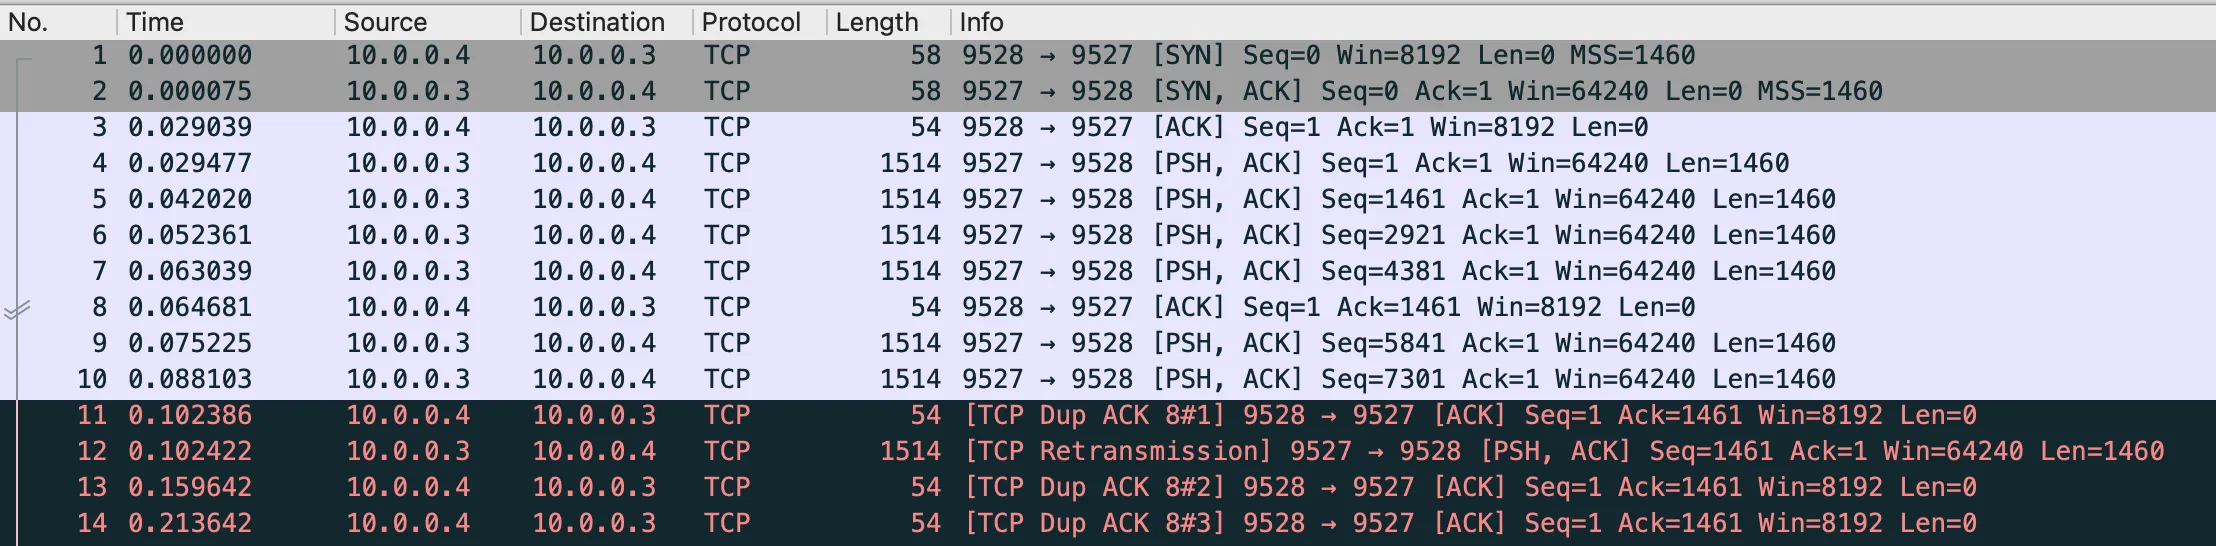 No. Time Source Destination Protocol Length Info
1 0.000000 10.0.0.4 10.0.0.3 TCP 58 9528 → 9527 [SYN] Seq=0 Win=8192 Len=0 MSS=1460
2 0.000075 10.0.0.3 10.0.0.4 TCP 58 9527 → 9528 [SYN, ACK] Seq=0 Ack=1 Win=64240 Len=0 MSS=1460
3 0.029039 10.0.0.4 10.0.0.3 TCP 54 9528 → 9527 [ACK] Seq=1 Ack=1 Win=8192 Len=0
4 0.029477 10.0.0.3 10.0.0.4 TCP 1514 9527 → 9528 [PSH, ACK] Seq=1 Ack=1 Win=64240 Len=1460
5 0.042020 10.0.0.3 10.0.0.4 TCP 1514 9527 → 9528 [PSH, ACK] Seq=1461 Ack=1 Win=64240 Len=1460
6 0.052361 10.0.0.3 10.0.0.4 TCP 1514 9527 → 9528 [PSH, ACK] Seq=2921 Ack=1 Win=64240 Len=1460
7 0.063039 10.0.0.3 10.0.0.4 TCP 1514 9527 → 9528 [PSH, ACK] Seq=4381 Ack=1 Win=64240 Len=1460
8 0.064681 10.0.0.4 10.0.0.3 TCP 54 9528 → 9527 [ACK] Seq=1 Ack=1461 Win=8192 Len=0
9 0.075225 10.0.0.3 10.0.0.4 TCP 1514 9527 → 9528 [PSH, ACK] Seq=5841 Ack=1 Win=64240 Len=1460
10 0.088103 10.0.0.3 10.0.0.4 TCP 1514 9527 → 9528 [PSH, ACK] Seq=7301 Ack=1 Win=64240 Len=1460
11 0.102386 10.0.0.4 10.0.0.3 TCP 54 [TCP Dup ACK 8#1] 9528 → 9527 [ACK] Seq=1 Ack=1461 Win=8192 Len=0
12 0.102422 10.0.0.3 10.0.0.4 TCP 1514 [TCP Retransmission] 9527 → 9528 [PSH, ACK] Seq=1461 Ack=1 Win=64240 Len=1460
13 0.159642 10.0.0.4 10.0.0.3 TCP 54 [TCP Dup ACK 8#2] 9528 → 9527 [ACK] Seq=1 Ack=1461 Win=8192 Len=0
14 0.213642 10.0.0.4 10.0.0.3 TCP 54 [TCP Dup ACK 8#3] 9528 → 9527 [ACK] Seq=1 Ack=1461 Win=8192 Len=0